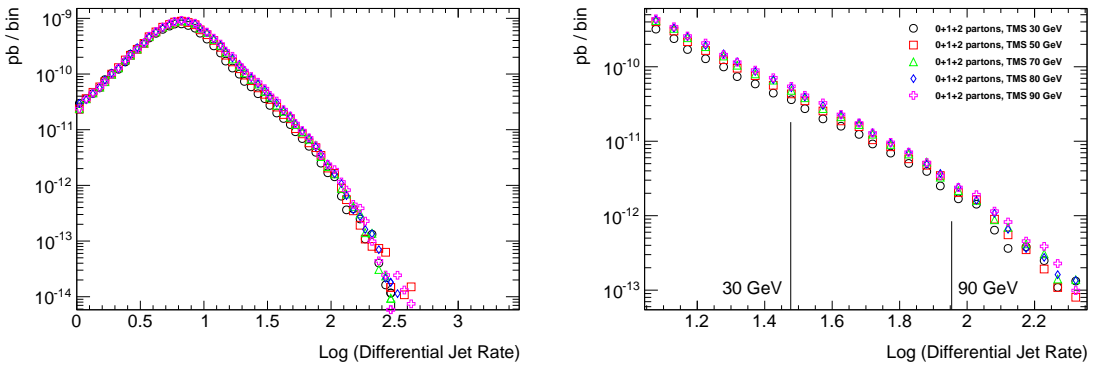 pb / bin
10^-9
10^-10
10^-11
10^-12
10^-13
10^-14
0 0.5 1 1.5 2 2.5 3
Log (Differential Jet Rate)
pb / bin
10^-10
10^-11
10^-12
10^-13
0+1+2 partons, TMS 30 GeV
0+1+2 partons, TMS 50 GeV
0+1+2 partons, TMS 70 GeV
0+1+2 partons, TMS 80 GeV
0+1+2 partons, TMS 90 GeV
30 GeV
90 GeV
1.2 1.4 1.6 1.8 2 2.2
Log (Differential Jet Rate)